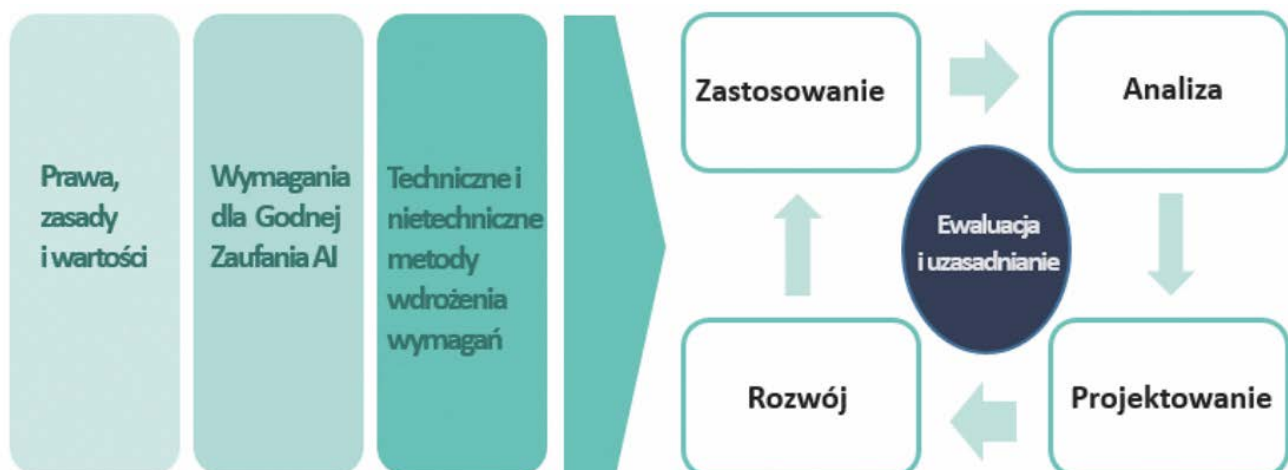 Prawa,
zasady
i wartości
Wymagania
dla Godnej
Zaufania AI
Techniczne i
nietechniczne
metody
wdrożenia
wymagań
Zastosowanie
Analiza
Ewaluacja
i uzasadnianie
Rozwój
Projektowanie